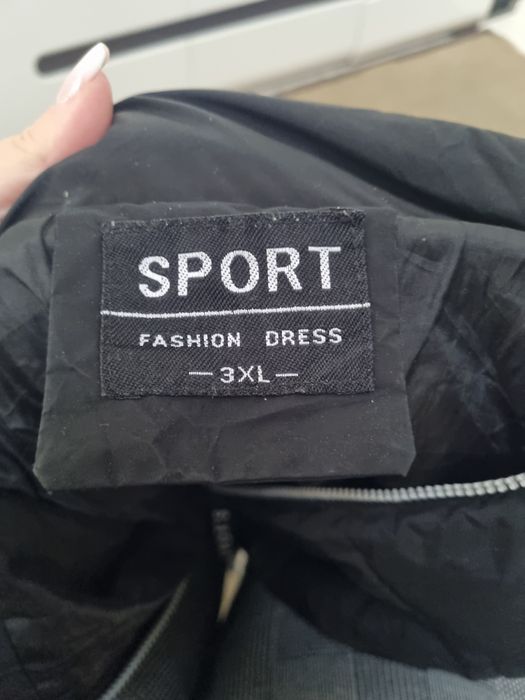 SPORT
FASHION DRESS
— 3XL —